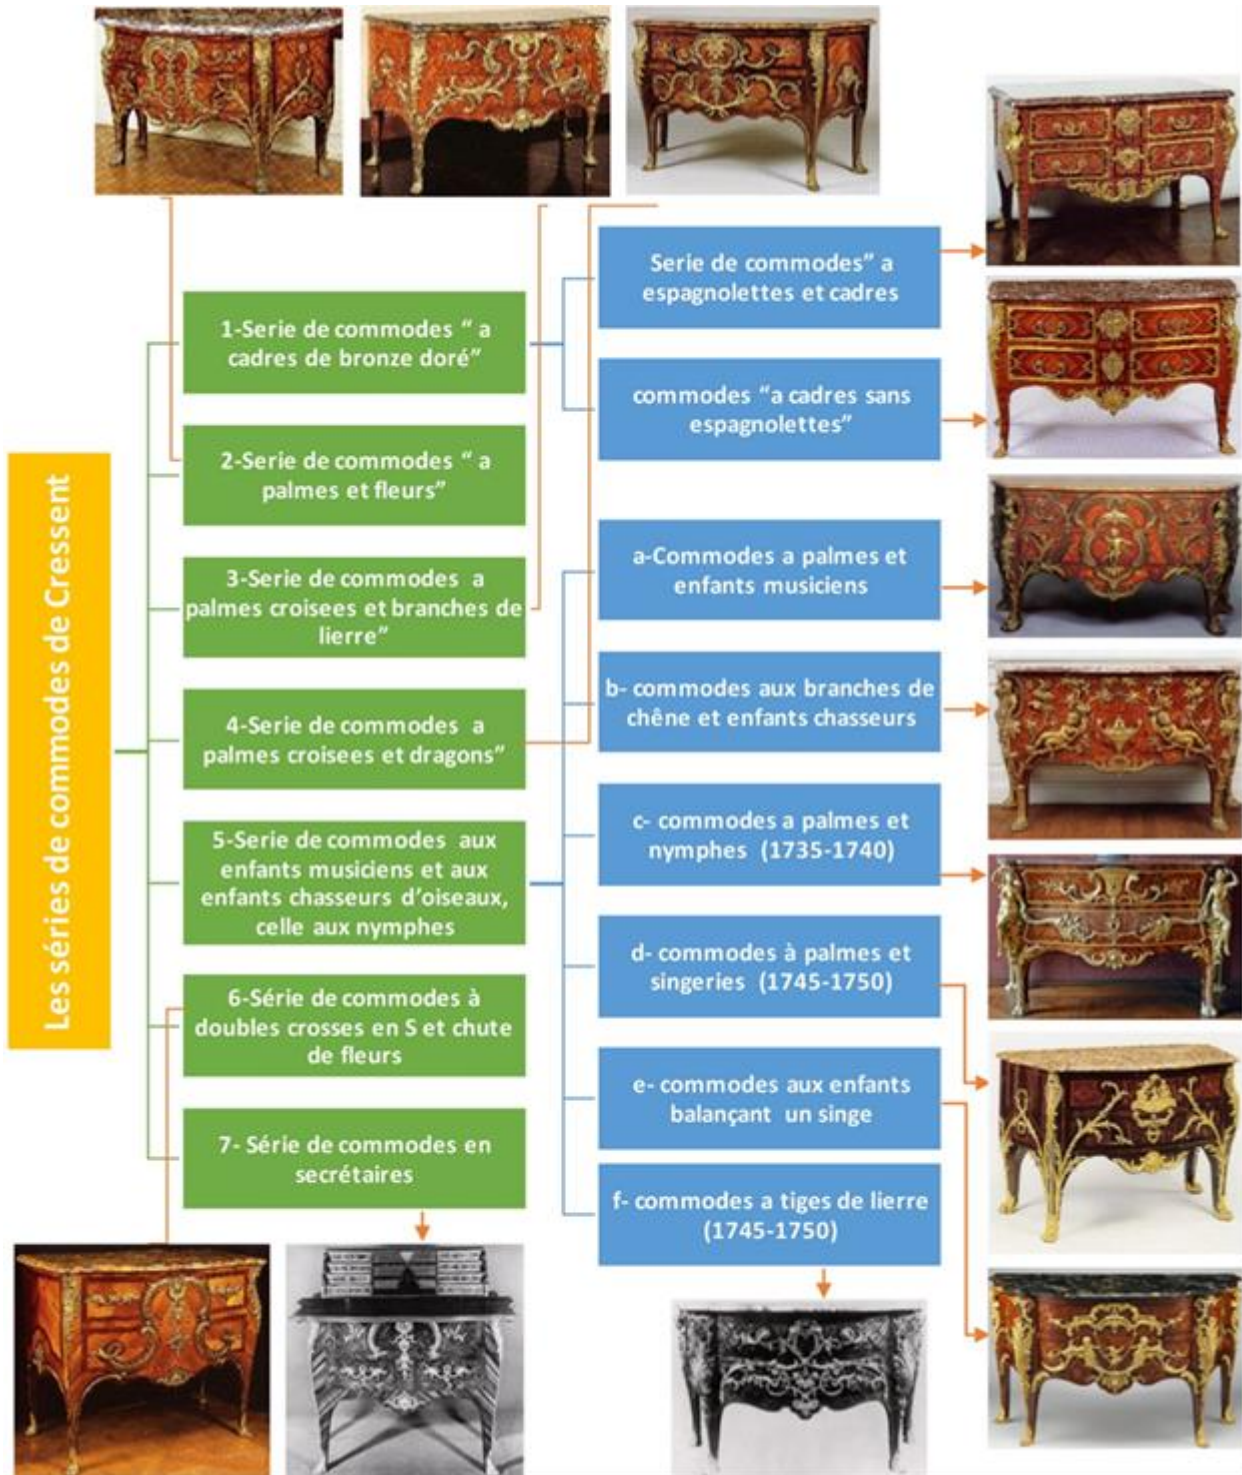 Les séries de commodes de Cressent
1-Serie de commodes “ a
cadres de bronze doré”
2-Serie de commodes “ a
palmes et fleurs”
3-Serie de commodes a
palmes croisees et branches de
lierre”
4-Serie de commodes a
palmes croisees et dragons”
5-Serie de commodes aux
enfants musiciens et aux
enfants chasseurs d’oiseaux,
celle aux nymphes
6-Série de commodes à
doubles crosses en S et chute
de fleurs
7- Série de commodes en
secrétaires
Serie de commodes” a
espagnolettes et cadres
commodes “a cadres sans
espagnolettes”
a-Commodes a palmes et
enfants musiciens
b- commodes aux branches de
chêne et enfants chasseurs
c- commodes a palmes et
nymphes (1735-1740)
d- commodes à palmes et
singeries (1745-1750)
e- commodes aux enfants
balançant un singe
f- commodes a tiges de lierre
(1745-1750)